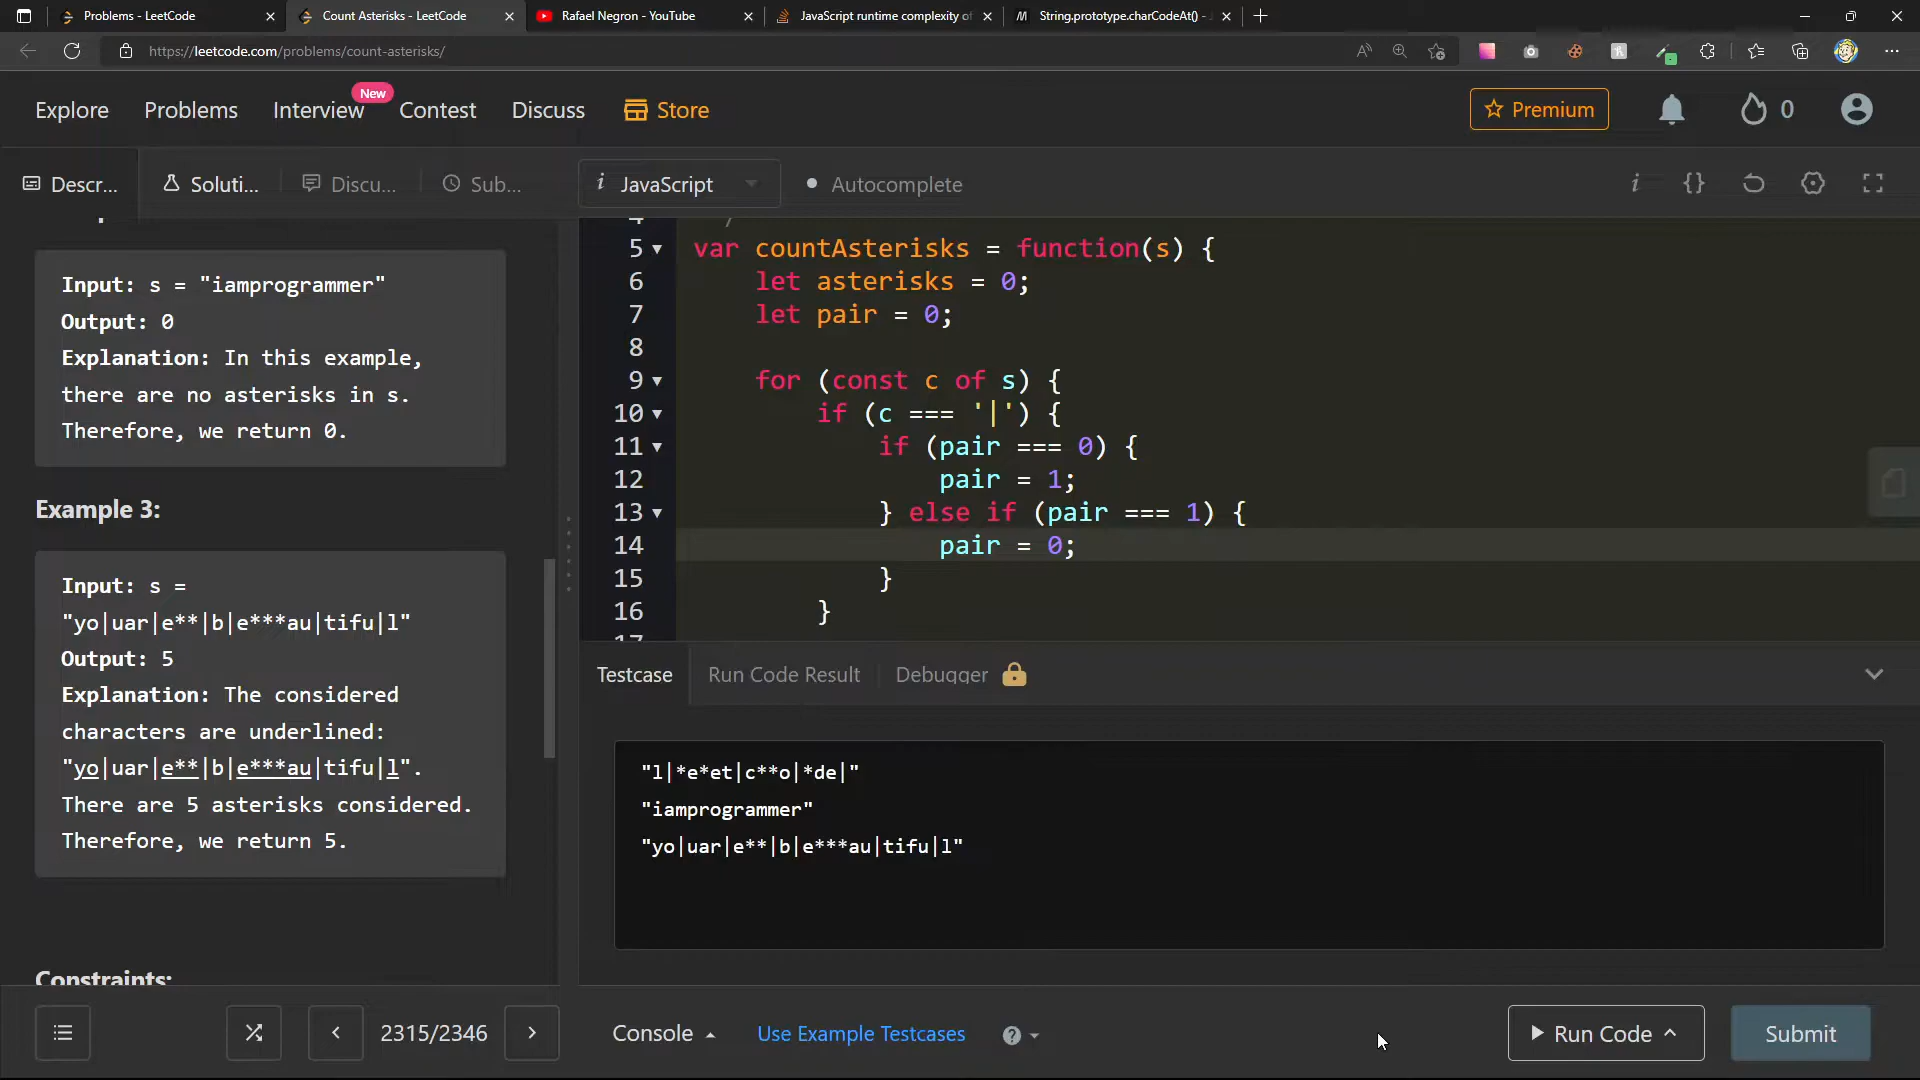 Problems - LeetCode
Count Asterisks - LeetCode
Rafael Negron - YouTube
JavaScript runtime complexity of
String.prototype.charCodeAt() -
https://leetcode.com/problems/count-asterisks/
Explore
Problems
Interview
New
Contest
Discuss
Store
Premium
0
Descr...
Soluti...
Discu...
Sub...
i JavaScript
Autocomplete
Input: s = "iamprogrammer"
Output: 0
Explanation: In this example,
there are no asterisks in s.
Therefore, we return 0.
Example 3:
Input: s =
"yo|uar|e**|b|e***au|tifu|l"
Output: 5
Explanation: The considered
characters are underlined:
"yo|uar|e**|b|e***au|tifu|l".
There are 5 asterisks considered.
Therefore, we return 5.
Constraints:
4 /
5 var countAsterisks = function(s) {
6 let asterisks = 0;
7 let pair = 0;
8
9 for (const c of s) {
10 if (c === '|') {
11 if (pair === 0) {
12 pair = 1;
13 } else if (pair === 1) {
14 pair = 0;
15 }
16 }
17
Testcase
Run Code Result
Debugger
"l|*e*et|c**o|*de|"
"iamprogrammer"
"yo|uar|e**|b|e***au|tifu|l"
2315/2346
Console
Use Example Testcases
Run Code
Submit